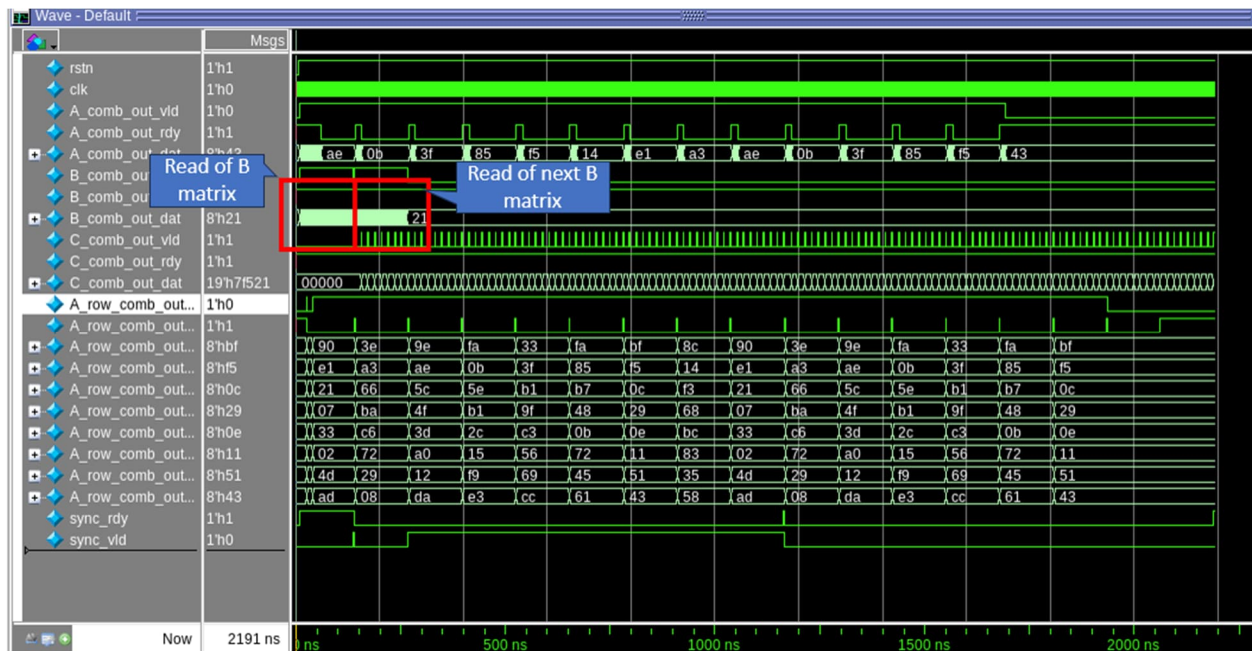 Wave - Default
Msgs
rstn 1'h1
clk 1'h0
A_comb_out_vld 1'h0
A_comb_out_rdy 1'h1
A_comb_out_dat 8'h43 ae 0b 3f 85 f5 14 e1 a3 ae 0b 3f 85 f5 43
Read of B
matrix
Read of next B
matrix
B_comb_ou
B_comb_ou
B_comb_out_dat 8'h21 21
C_comb_out_vld 1'h1
C_comb_out_rdy 1'h1
C_comb_out_dat 19'h7f521 00000
A_row_comb_out... 1'h0
A_row_comb_out... 1'h1
A_row_comb_out... 8'hbf 90 3e 9e fa 33 fa bf 8c 90 3e 9e fa 33 fa bf
A_row_comb_out... 8'hf5 e1 a3 ae 0b 3f 85 f5 14 e1 a3 ae 0b 3f 85 f5
A_row_comb_out... 8'h0c 21 66 5c 5e b1 b7 0c f3 21 66 5c 5e b1 b7 0c
A_row_comb_out... 8'h29 07 ba 4f b1 9f 48 29 68 07 ba 4f b1 9f 48 29
A_row_comb_out... 8'h0e 33 c6 3d 2c c3 0b 0e bc 33 c6 3d 2c c3 0b 0e
A_row_comb_out... 8'h11 02 72 a0 15 56 72 11 83 02 72 a0 15 56 72 11
A_row_comb_out... 8'h51 4d 29 12 f9 69 45 51 35 4d 29 12 f9 69 45 51
A_row_comb_out... 8'h43 ad 08 da e3 cc 61 43 58 ad 08 da e3 cc 61 43
sync_rdy 1'h1
sync_vld 1'h0
Now 2191 ns
ns 500 ns 1000 ns 1500 ns 2000 ns